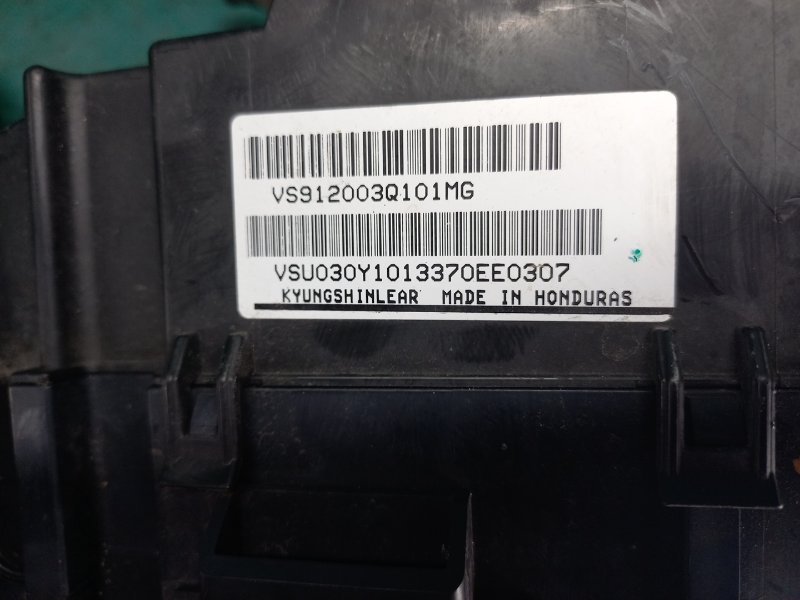 VS912003Q101MG
VSU030Y1013370EE0307
KYUNGSHINLEAR MADE IN HONDURAS